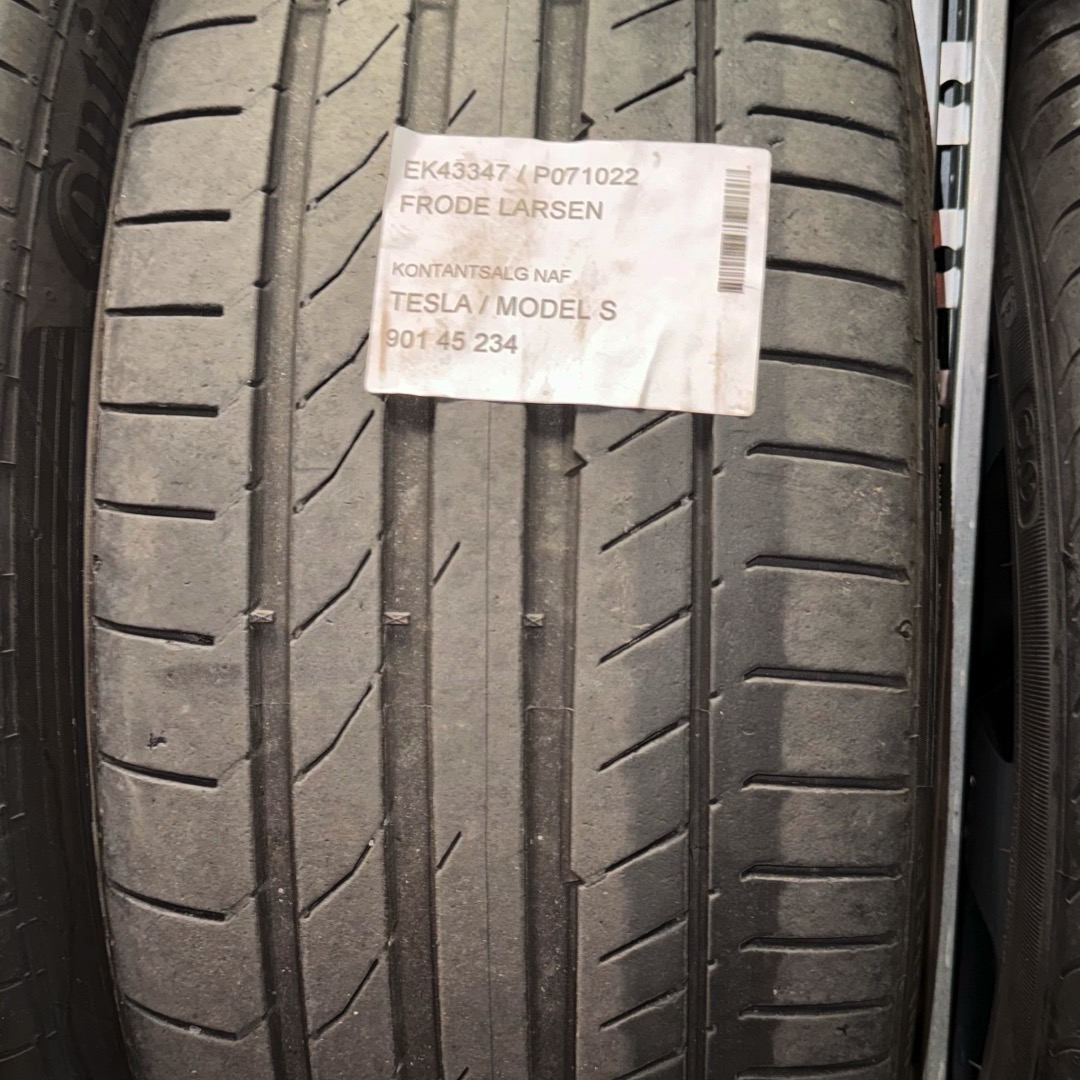 EK43347 / P071022
FRODE LARSEN
KONTANTSALG NAF
TESLA / MODEL S
901 45 234